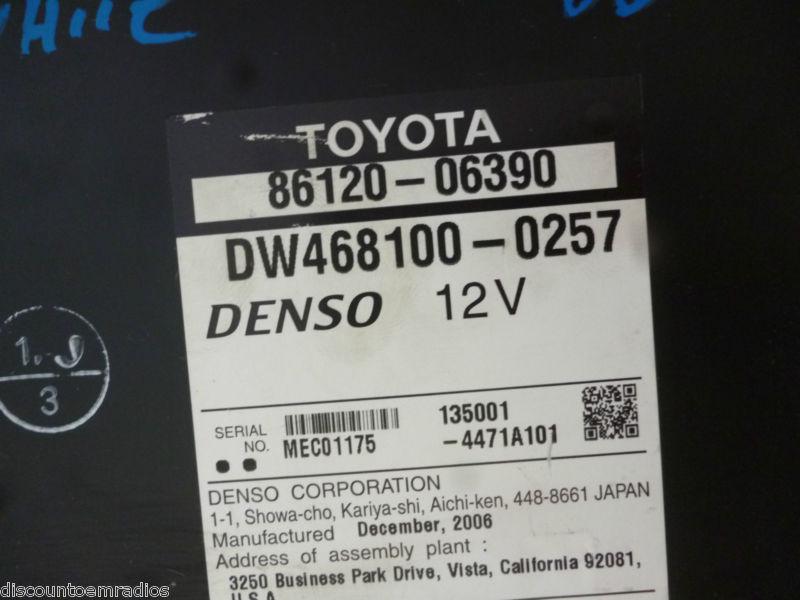 TOYOTA
86120-06390
DW468100-0257
DENSO 12V
1.
3
SERIAL NO. MEC01175
135001
-4471A101
DENSO CORPORATION
1-1, Showa-cho, Kariya-shi, Aichi-ken, 448-8661 JAPAN
Manufactured December, 2006
Address of assembly plant :
3250 Business Park Drive, Vista, California 92081,
U.S.A.
discountoemradios